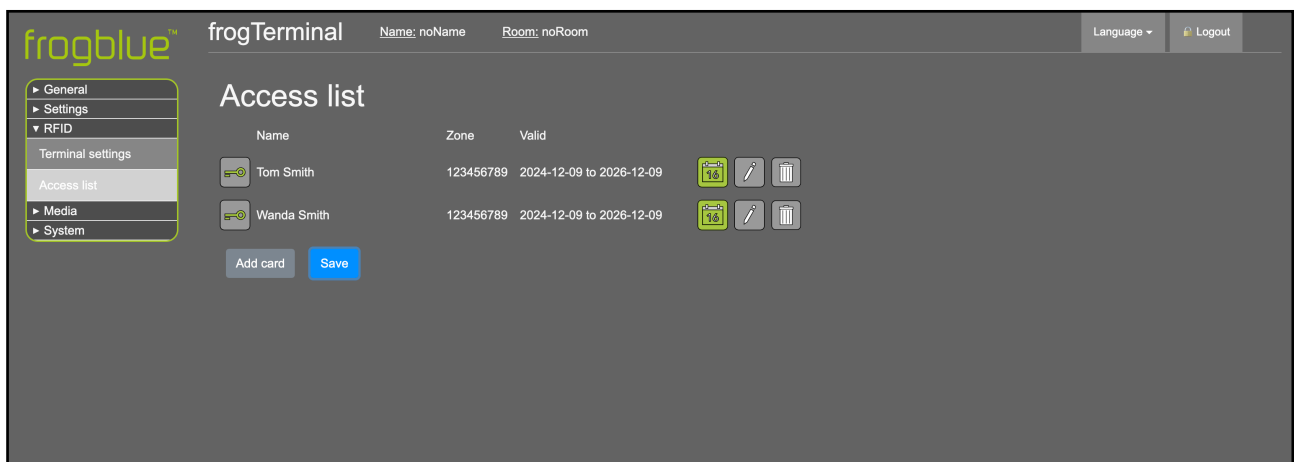 frogblue™
frogTerminal Name: noName Room: noRoom Language Logout
General
Settings
RFID
Terminal settings
Access list
Media
System
Access list
Name Zone Valid
Tom Smith 123456789 2024-12-09 to 2026-12-09 16
Wanda Smith 123456789 2024-12-09 to 2026-12-09 16
Add card Save